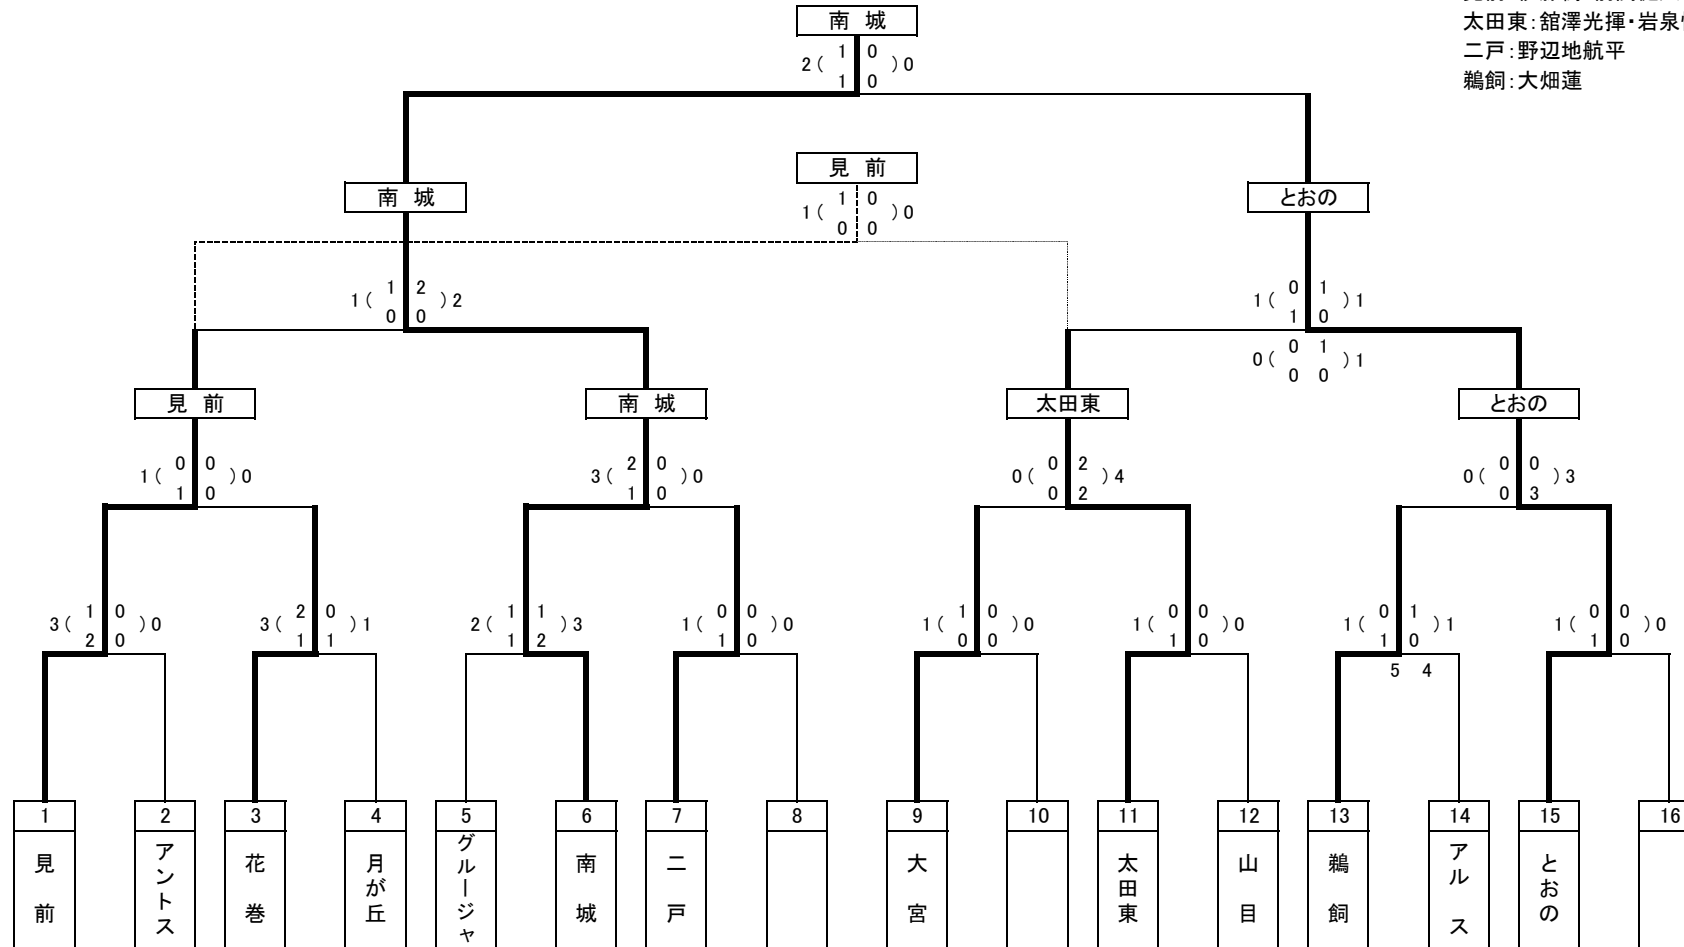 南 城
太田東：舘澤光揮・岩泉
1 0
2（ ）0
1 0
二戸：野辺地航平
鵜飼：大畑蓮
見 前
南 城
とおの
1 0
1（ ）0
0 0
1 2
1（ ）2
0 0
0 1
1（ ）1
1 0
0 1
0（ ）1
0 0
見 前
南 城
太田東
とおの
0 0
1（ ）0
1 0
2 0
3（ ）0
1 0
0 2
0（ ）4
0 2
0 0
0（ ）3
0 3
1 0
3（ ）0
2 0
2 0
3（ ）1
1 1
1 1
2（ ）3
1 2
0 0
1（ ）0
1 0
1 0
1（ ）0
0 0
0 0
1（ ）0
1 0
0 1
1（ ）1
1 0
5 4
0 0
1（ ）0
1 0
1 2 3 4 5 6 7 8 9 10 11 12 13 14 15 16
見前
アントス
花巻
月が丘
グルージャ
南城
二戸
大宮
太田東
山目
鵜飼
アルス
とおの